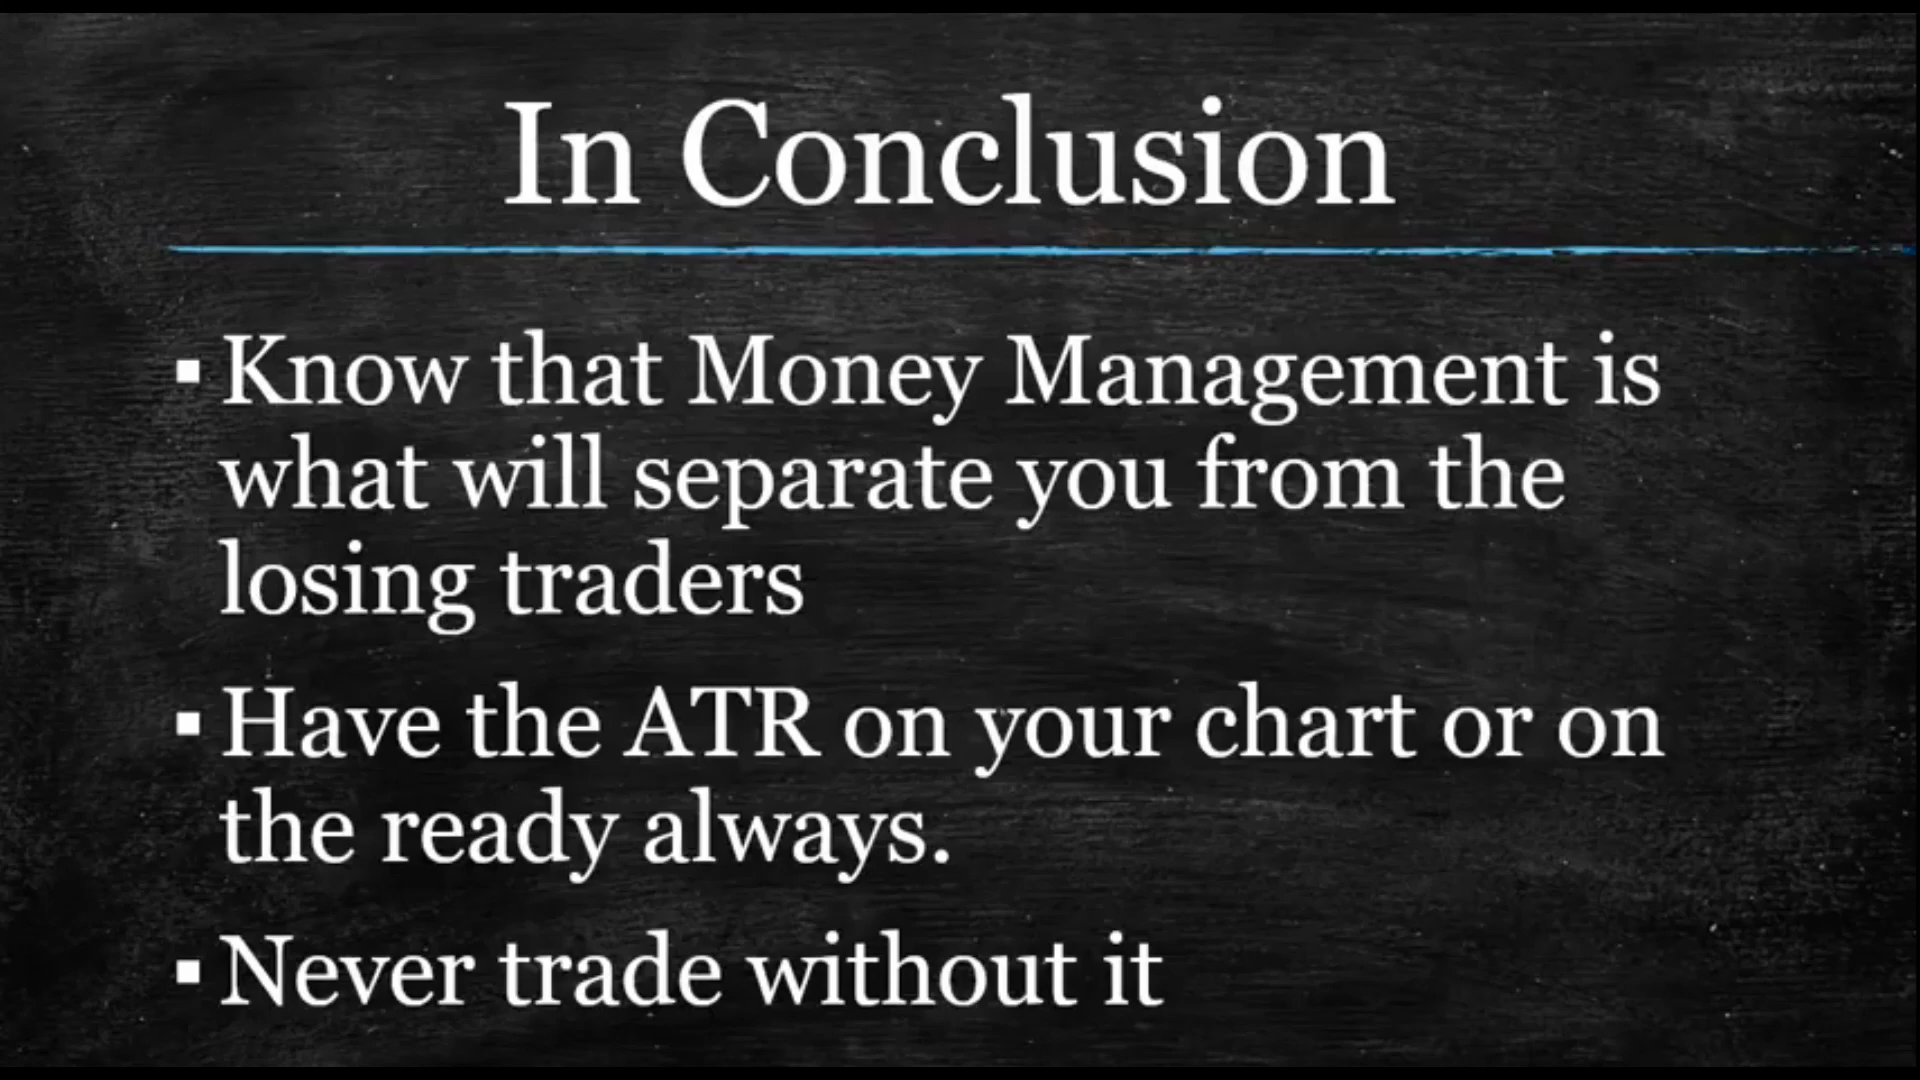 In Conclusion
▪ Know that Money Management is
what will separate you from the
losing traders
▪ Have the ATR on your chart or on
the ready always.
▪ Never trade without it